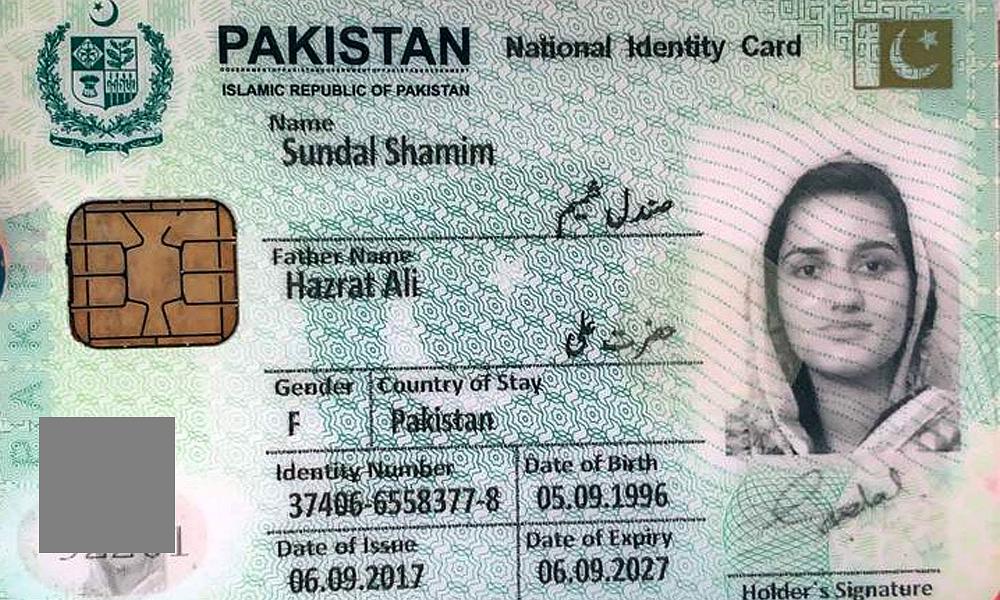 PAKISTAN National Identity Card
ISLAMIC REPUBLIC OF PAKISTAN
Name
Sundal Shamim
صندل شمیم
Father Name
Hazrat Ali
حضرت علی
Gender Country of Stay
F Pakistan
Identity Number Date of Birth
37406-6558377-8 05.09.1996
Date of Issue Date of Expiry
06.09.2017 06.09.2027
Holder's Signature